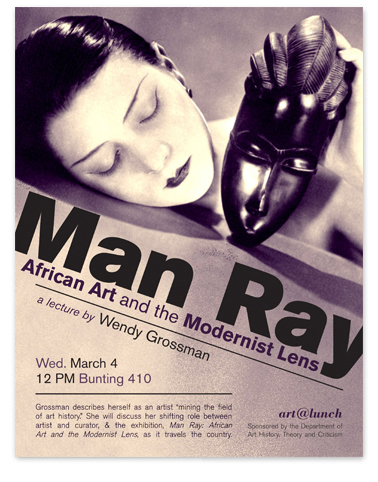 Man Ray
African Art and the Modernist Lens
a lecture by Wendy Grossman
Wed. March 4
12 PM Bunting 410
Grossman describes herself as an artist "mining the field
of art history." She will discuss her shifting role between
artist and curator, & the exhibition, Man Ray: African
Art and the Modernist Lens, as it travels the country.
art@lunch
Sponsored by the Department of
Art History, Theory and Criticism